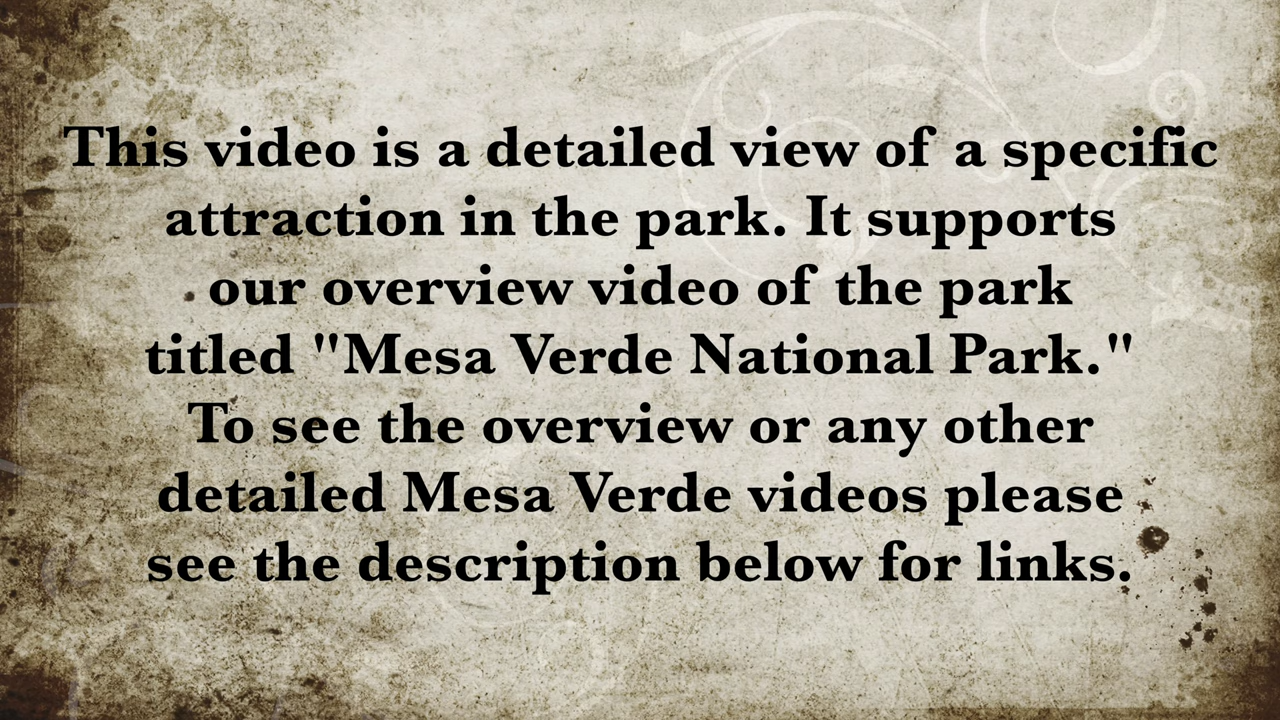 This video is a detailed view of a specific
attraction in the park. It supports
our overview video of the park
titled "Mesa Verde National Park."
To see the overview or any other
detailed Mesa Verde videos please
see the description below for links.